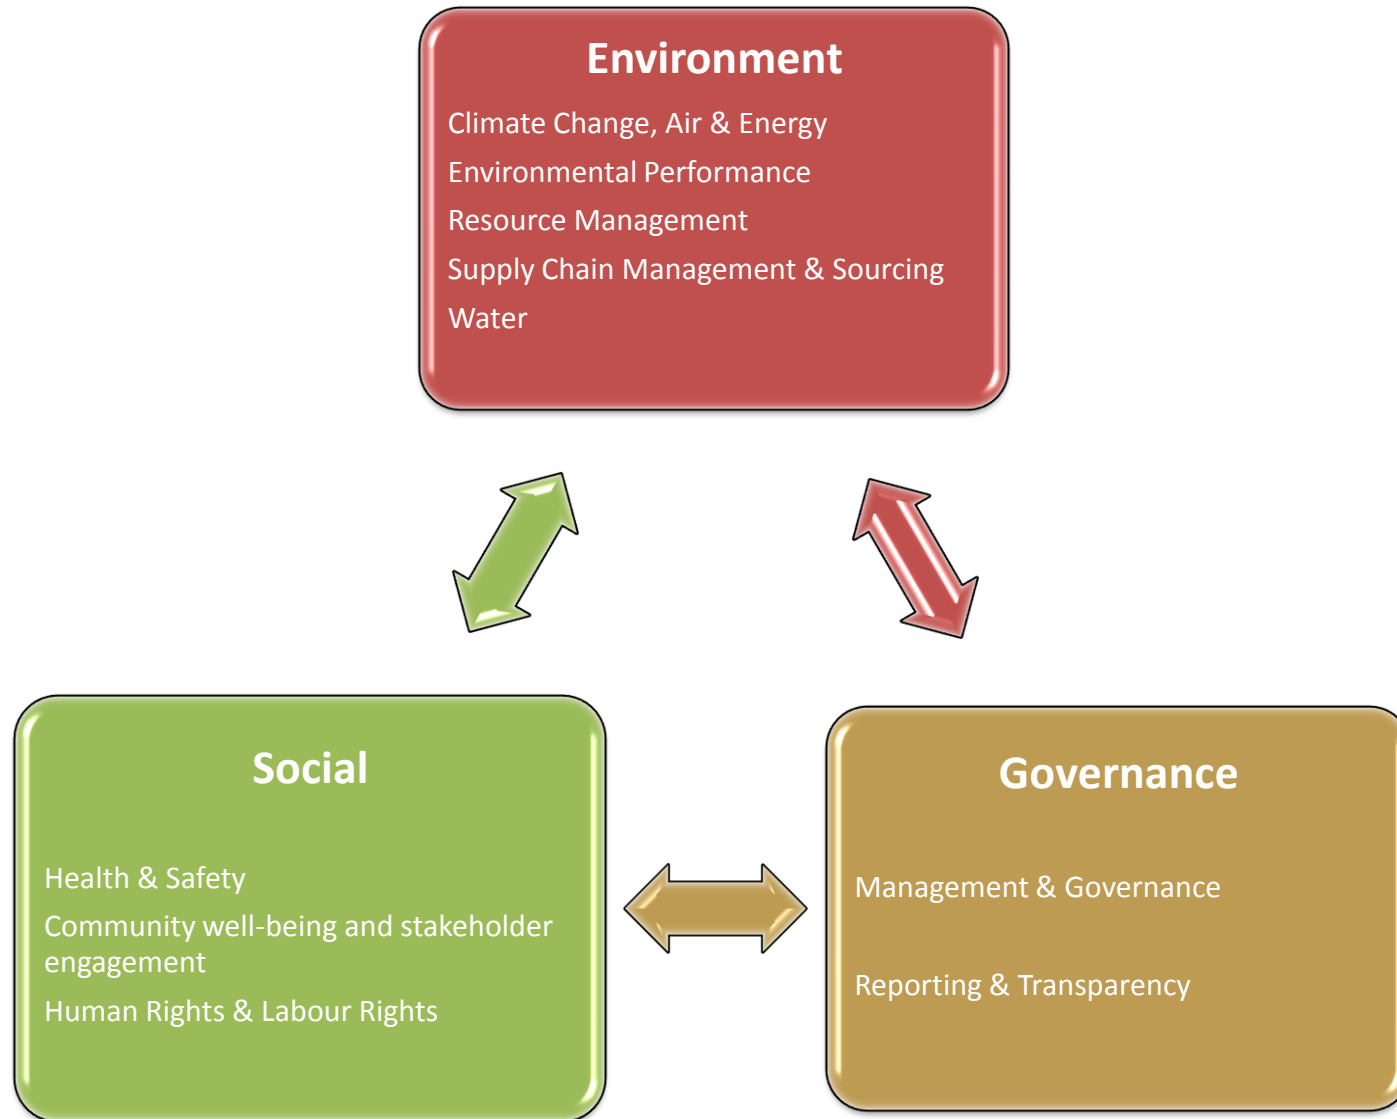 Environment
Climate Change, Air & Energy
Environmental Performance
Resource Management
Supply Chain Management & Sourcing
Water
Social
Health & Safety
Community well-being and stakeholder
engagement
Human Rights & Labour Rights
Governance
Management & Governance
Reporting & Transparency